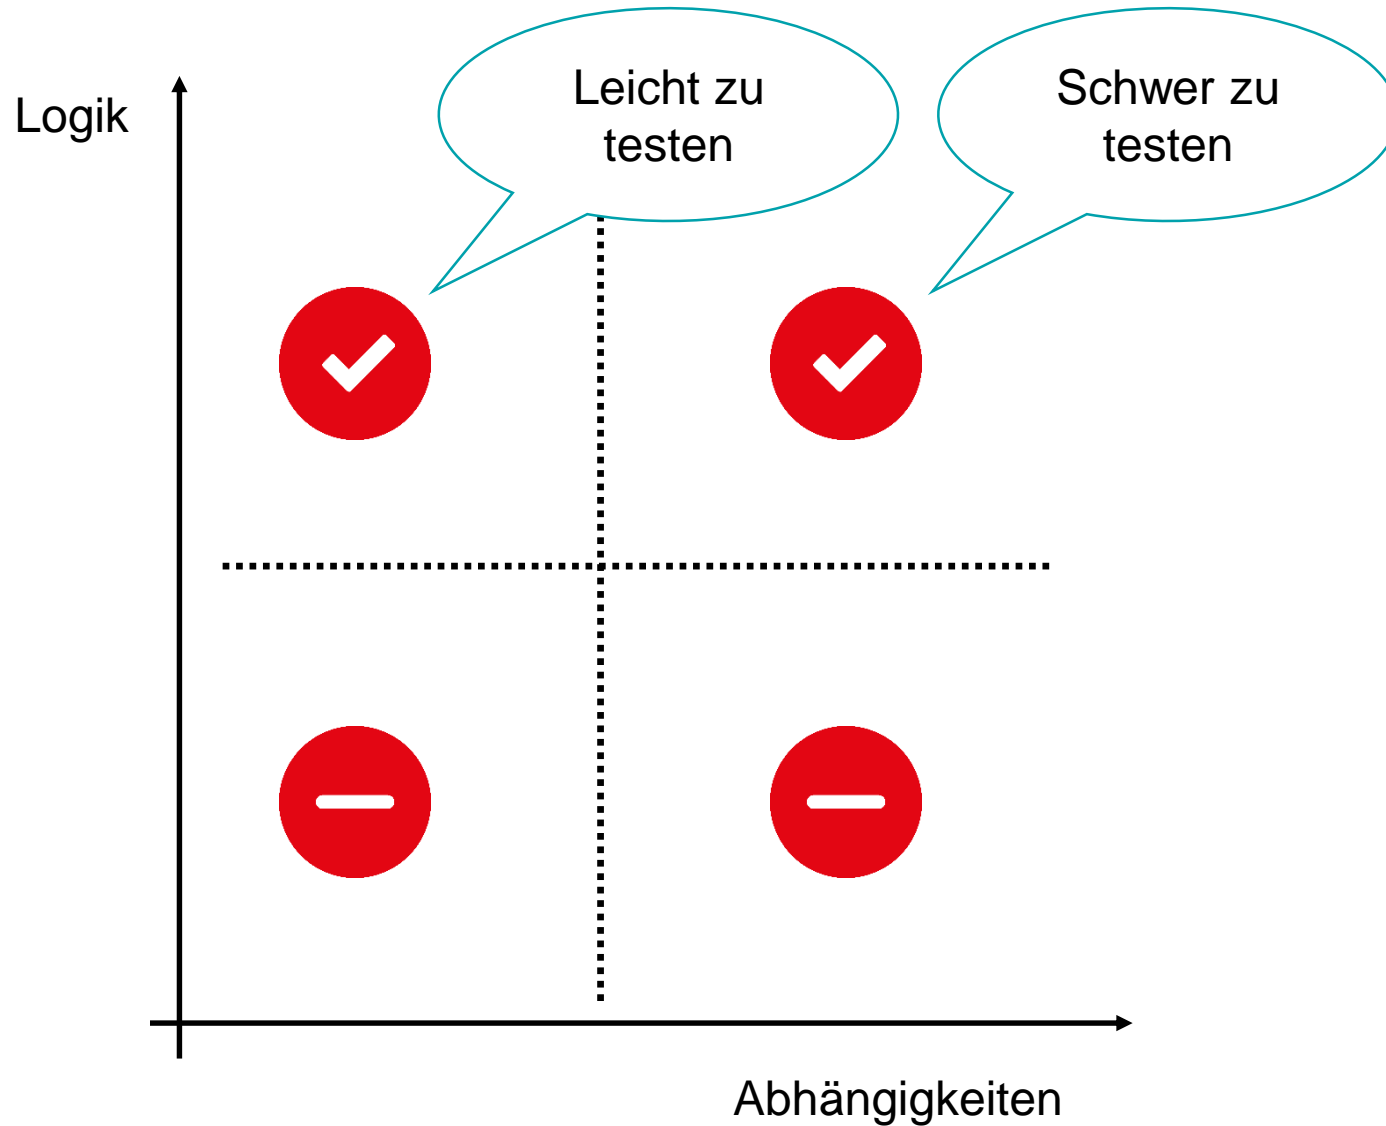 Logik
Leicht zu
testen
Schwer zu
testen
Abhängigkeiten